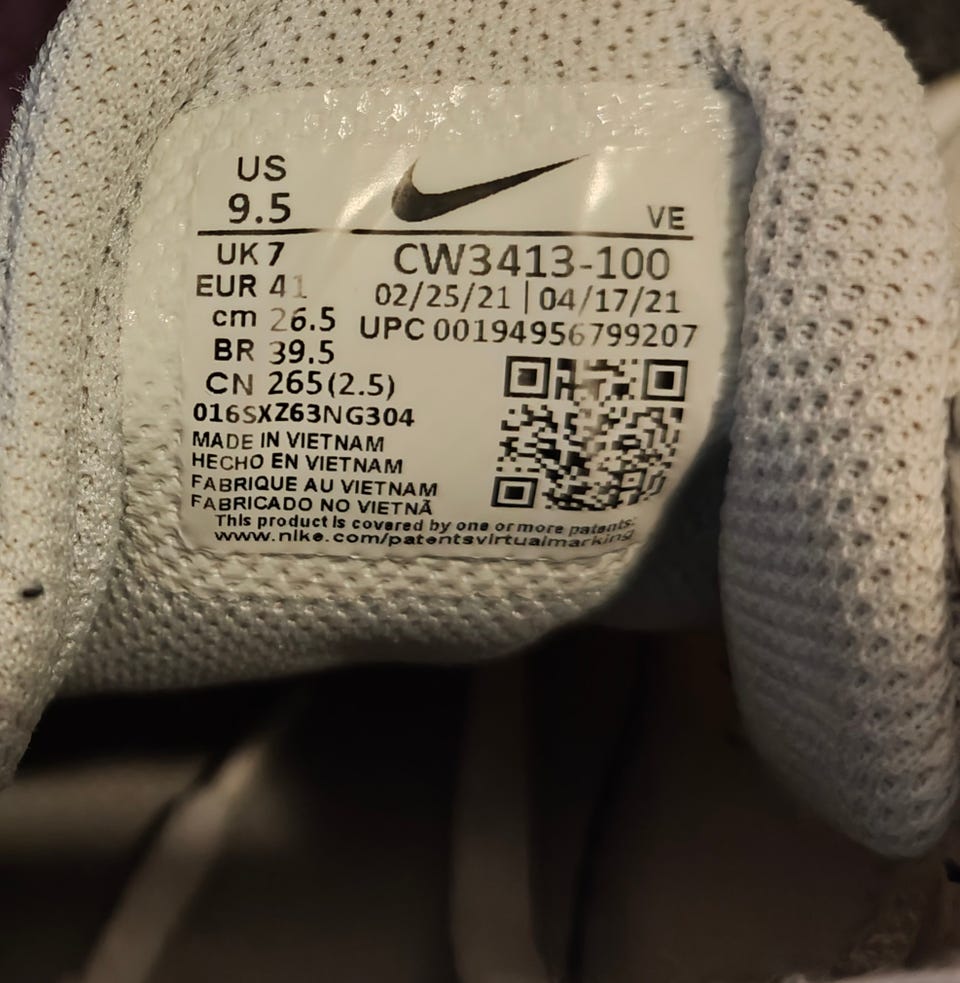 US
9.5
VE
UK 7
EUR 41
cm 26.5
BR 39.5
CN 265(2.5)
CW3413-100
02/25/21 | 04/17/21
UPC 00194956799207
016SXZ63NG304
MADE IN VIETNAM
HECHO EN VIETNAM
FABRIQUE AU VIETNAM
FABRICADO NO VIETNÃ
This product is covered by one or more patents:
www.nike.com/patentsvirtualmarking